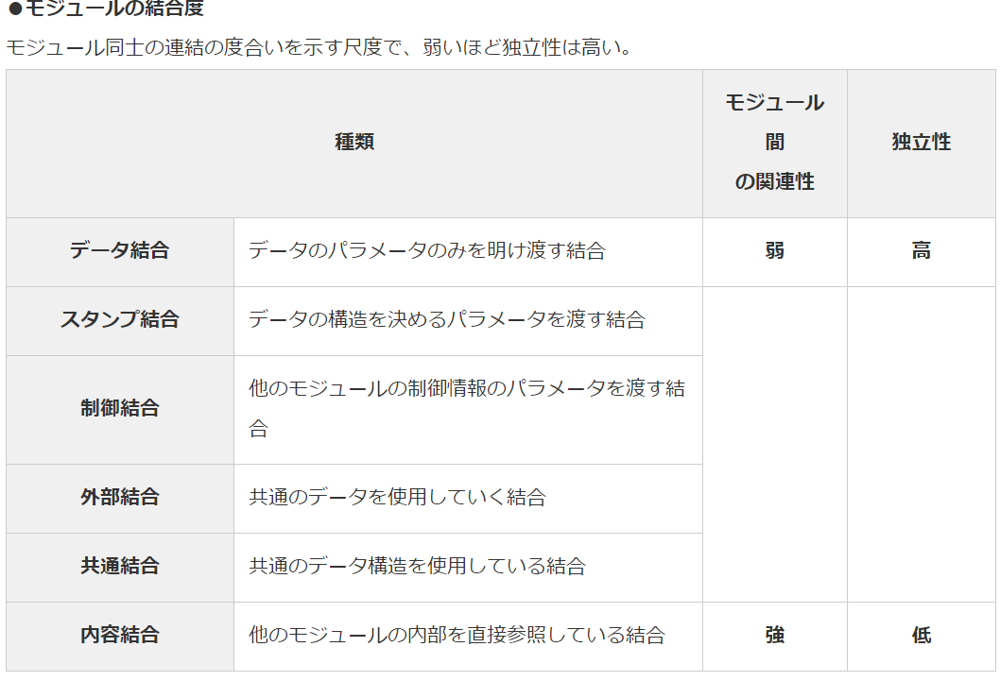 ●モジュールの結合度
モジュール同士の連結の度合いを示す尺度で、弱いほど独立性は高い。
種類
モジュール
間
の関連性
独立性
データ結合
データのパラメータのみを明け渡す結合
弱
高
スタンプ結合
データの構造を決めるパラメータを渡す結合
制御結合
他のモジュールの制御情報のパラメータを渡す結
合
外部結合
共通のデータを使用していく結合
共通結合
共通のデータ構造を使用している結合
内容結合
他のモジュールの内部を直接参照している結合
強
低